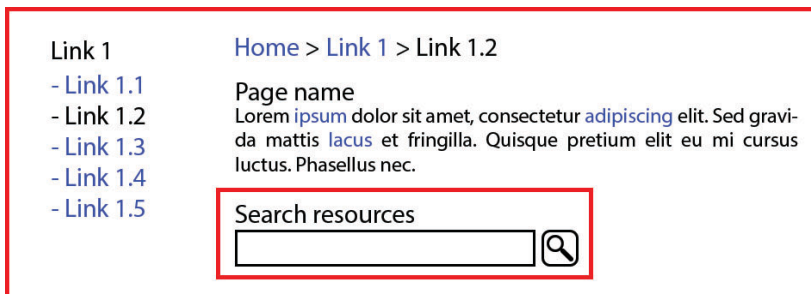 Link 1
- Link 1.1
- Link 1.2
- Link 1.3
- Link 1.4
- Link 1.5
Home > Link 1 > Link 1.2
Page name
Lorem ipsum dolor sit amet, consectetur adipiscing elit. Sed gravi-
da mattis lacus et fringilla. Quisque pretium elit eu mi cursus
luctus. Phasellus nec.
Search resources